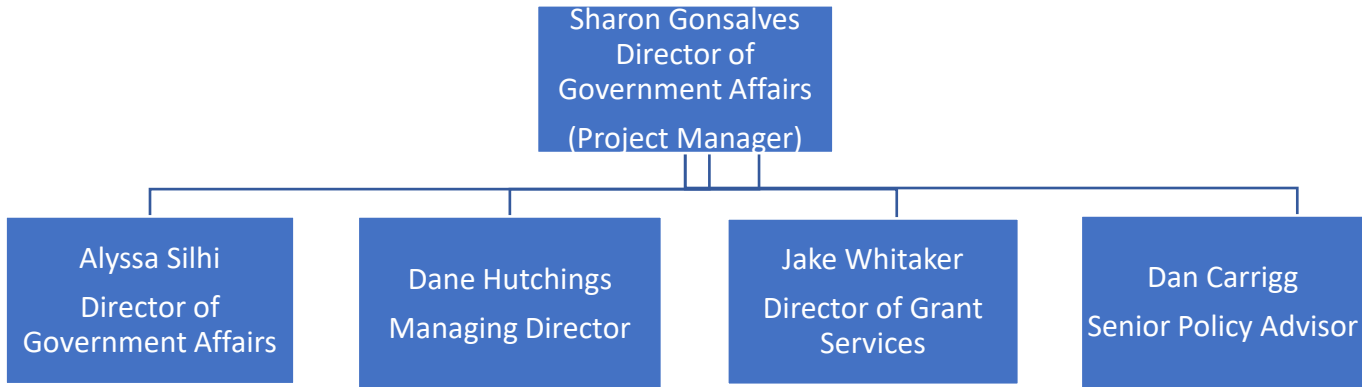 Sharon Gonsalves
Director of
Government Affairs
(Project Manager)
Alyssa Silhi
Director of
Government Affairs
Dane Hutchings
Managing Director
Jake Whitaker
Director of Grant
Services
Dan Carrigg
Senior Policy Advisor